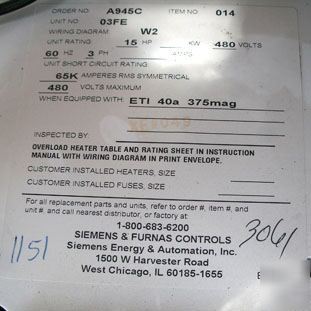 ORDER NO: A945C ITEM NO: 014
UNIT NO: 03FE
WIRING DIAGRAM: W2
UNIT RATING: 15 HP KW 480 VOLTS
60 HZ 3 PH AMPS
UNIT SHORT CIRCUIT RATING:
65K AMPERES RMS SYMMETRICAL
480 VOLTS MAXIMUM
WHEN EQUIPPED WITH: ETI 40a 375mag
INSPECTED BY:
OVERLOAD HEATER TABLE AND RATING SHEET IN INSTRUCTION
MANUAL WITH WIRING DIAGRAM IN PRINT ENVELOPE.
CUSTOMER INSTALLED HEATERS, SIZE
CUSTOMER INSTALLED FUSES, SIZE
For all replacement parts and units, refer to order #, item #, and
unit #, and call nearest distributor, or factory at:
1-800-683-6200
SIEMENS & FURNAS CONTROLS
Siemens Energy & Automation, Inc.
1500 W Harvester Road
West Chicago, IL 60185-1655
1151
3061